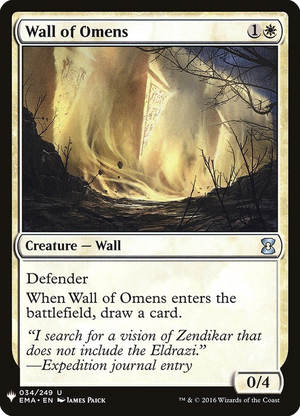 Wall of Omens 1
Creature — Wall
Defender
When Wall of Omens enters the
battlefield, draw a card.
“I search for a vision of Zendikar that
does not include the Eldrazi.”
—Expedition journal entry
0/4
034/249 U
EMA • EN JAMES PAICK
™ & © 2016 Wizards of the Coast